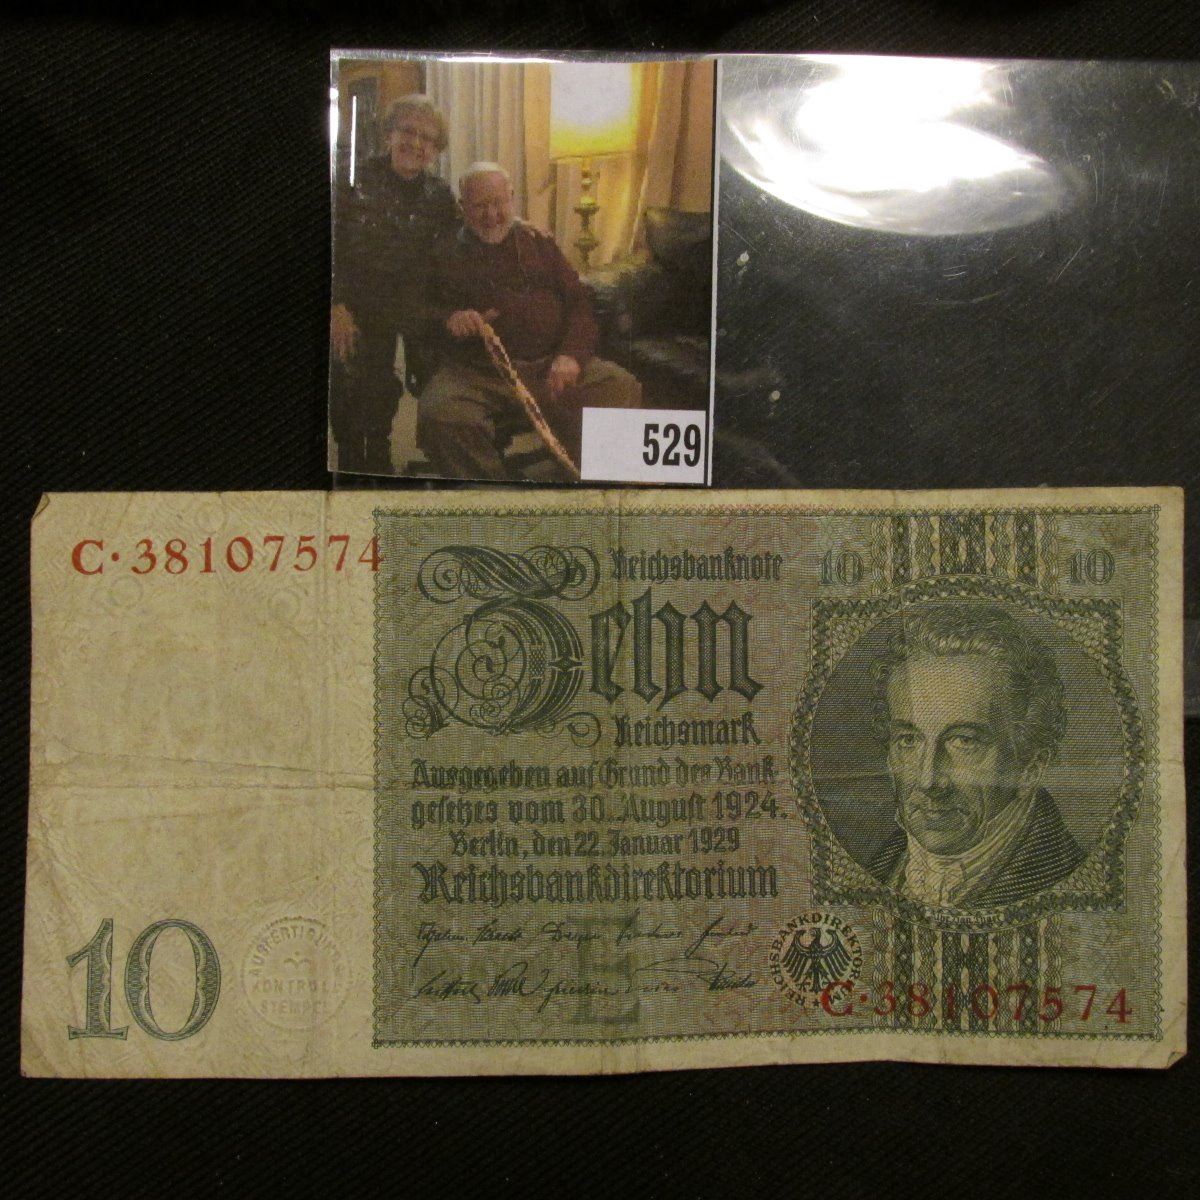 529
C·38107574
Reichsbanknote
10
10
Zehn
Reichsmark
Ausgegeben auf Grund des Bank-
gesetzes vom 30. August 1924.
Berlin, den 22. Januar 1929
Reichsbankdirektorium
E
10
AUSFERTIGUNGS
KONTROLL
STEMPEL
REICHSBANKDIREKTORIUM
C·38107574